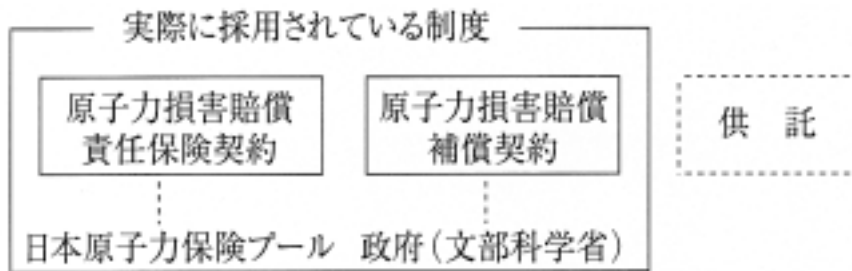 実際に採用されている制度
原子力損害賠償
責任保険契約
原子力損害賠償
補償契約
供 託
日本原子力保険プール
政府(文部科学省)